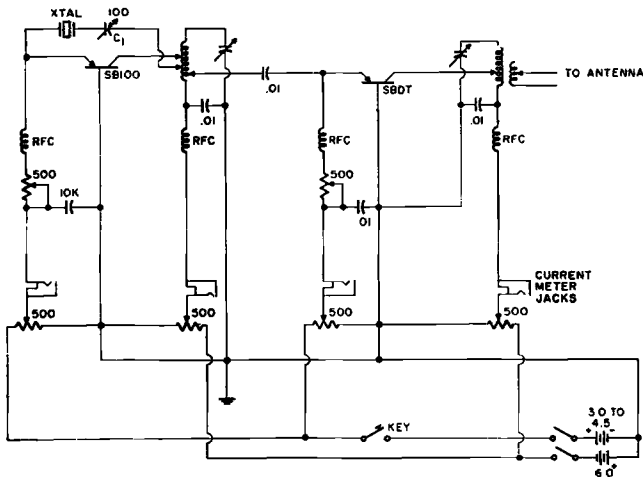 XTAL
100
C1
SB100
.01
SBDT
TO ANTENNA
.01
.01
RFC
RFC
RFC
RFC
500
10K
500
.01
CURRENT
METER
JACKS
500
500
500
500
KEY
3.0 TO
+ 4.5 -
- 6.0 +